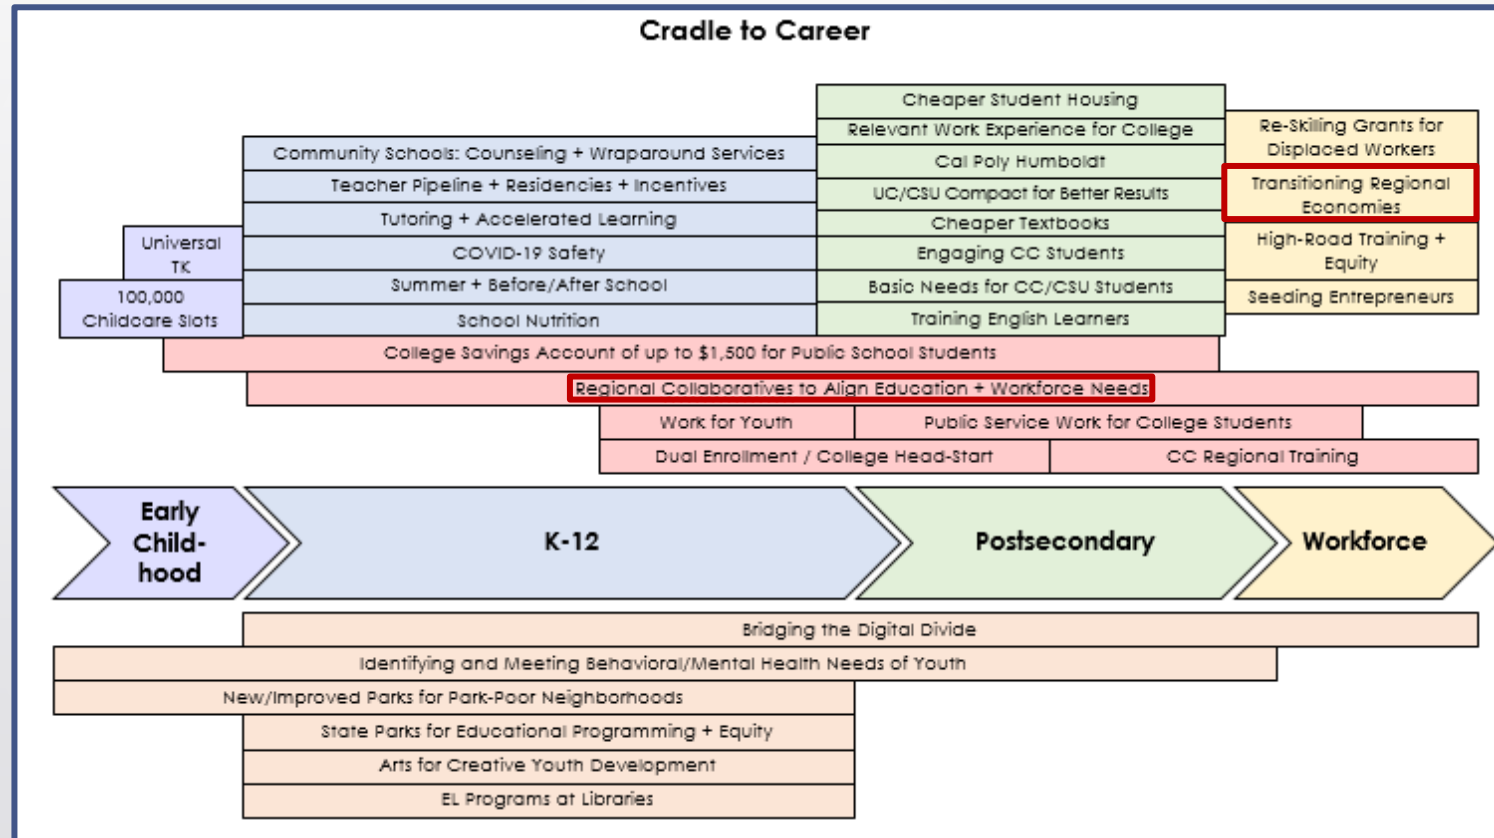 Cradle to Career
Universal
TK
100,000
Childcare Slots
Community Schools: Counseling + Wraparound Services
Teacher Pipeline + Residencies + Incentives
Tutoring + Accelerated Learning
COVID-19 Safety
Summer + Before/After School
School Nutrition
Cheaper Student Housing
Relevant Work Experience for College
Cal Poly Humboldt
UC/CSU Compact for Better Results
Cheaper Textbooks
Engaging CC Students
Basic Needs for CC/CSU Students
Training English Learners
Re-Skilling Grants for
Displaced Workers
Transitioning Regional
Economies
High-Road Training +
Equity
Seeding Entrepreneurs
College Savings Account of up to $1,500 for Public School Students
Regional Collaboratives to Align Education + Workforce Needs
Work for Youth
Public Service Work for College Students
Dual Enrollment / College Head-Start
CC Regional Training
Early
Child-
hood
K-12
Postsecondary
Workforce
Bridging the Digital Divide
Identifying and Meeting Behavioral/Mental Health Needs of Youth
New/Improved Parks for Park-Poor Neighborhoods
State Parks for Educational Programming + Equity
Arts for Creative Youth Development
EL Programs at Libraries